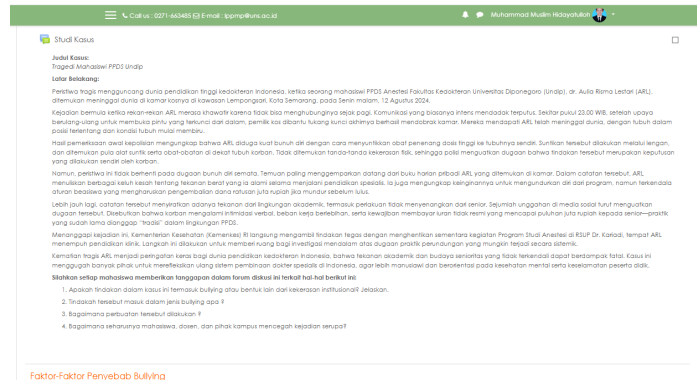 Call us : 0271-663485 E-mail : lppmp@uns.ac.id
Muhammad Muslim Hidayatulloh
Studi Kasus
Judul Kasus:
Tragedi Mahasiswi PPDS Undip
Latar Belakang:
Peristiwa tragis mengguncang dunia pendidikan tinggi kedokteran Indonesia, ketika seorang mahasiswi PPDS Anestesi Fakultas Kedokteran Universitas Diponegoro (Undip), dr. Aulia Risma Lestari (ARL),
ditemukan meninggal dunia di kamar kosnya di kawasan Lempongsari, Kota Semarang, pada Senin malam, 12 Agustus 2024.
Kejadian bermula ketika rekan-rekan ARL merasa khawatir karena tidak bisa menghubunginya sejak pagi. Komunikasi yang biasanya intens mendadak terputus. Sekitar pukul 23.00 WIB, setelah upaya
berulang-ulang untuk membuka pintu yang terkunci dari dalam, pemilik kos dibantu tukang kunci akhirnya berhasil mendobrak kamar. Mereka mendapati ARL telah meninggal dunia, dengan tubuh dalam
posisi tertentu dan kondisi tubuh mulai membiru.
Hasil pemeriksaan awal kepolisian mengungkap bahwa ARL diduga kuat bunuh diri dengan cara menyuntikkan obat penenang dosis tinggi ke tubuhnya sendiri. Suntikan tersebut dilakukan melalui lengan,
dan ditemukan pula alat suntik serta obat-obatan di dekat tubuh korban. Tidak ditemukan tanda-tanda kekerasan fisik, sehingga polisi menguatkan dugaan bahwa tindakan tersebut merupakan keputusan
yang dilakukan sendiri oleh korban.
Namun, peristiwa ini tidak berhenti pada dugaan bunuh diri semata. Temuan paling menggemparkan datang dari buku harian pribadi ARL yang ditemukan di kamar. Dalam catatan tersebut, ARL
menuliskan berbagai keluh kesah tentang tekanan berat yang ia alami selama menjalani pendidikan spesialis. Ia juga mengungkap keinginannya untuk mengundurkan diri dari program, namun terkendala
aturan beasiswa yang mengharuskan pengembalian dana ratusan juta rupiah jika mundur sebelum lulus.
Lebih jauh lagi, catatan tersebut menyiratkan adanya tekanan dari lingkungan akademik, termasuk perlakuan tidak menyenangkan dari senior. Sejumlah unggahan di media sosial turut menguatkan
dugaan tersebut. Disebutkan bahwa korban mengalami intimidasi verbal, beban kerja berlebihan, serta kewajiban membayar iuran tidak resmi yang mencapai puluhan juta rupiah kepada senior—praktik
yang sudah lama dianggap "tradisi" dalam lingkungan PPDS.
Menanggapi kejadian ini, Kementerian Kesehatan (Kemenkes) RI langsung mengambil tindakan tegas dengan menghentikan sementara kegiatan Program Studi Anestesi di RSUP Dr. Kariadi, tempat ARL
menempuh pendidikan klinik. Langkah ini dilakukan untuk memberi ruang bagi investigasi mendalam atas dugaan praktik perundungan yang mungkin terjadi secara sistemik.
Kematian tragis ARL menjadi peringatan keras bagi dunia pendidikan kedokteran Indonesia, bahwa tekanan akademik dan budaya senioritas yang tidak terkendali dapat berdampak fatal. Kasus ini
menggugah banyak pihak untuk merefleksikan ulang sistem pembinaan dokter spesialis di Indonesia, agar lebih manusiawi dan berorientasi pada kesehatan mental serta keselamatan peserta didik.
Silahkan setiap mahasiswa memberikan tanggapan dalam forum diskusi ini terkait hal-hal berikut ini:
1. Apakah tindakan dalam kasus ini termasuk bullying atau bentuk lain dari kekerasan institusional? Jelaskan.
2. Tindakah tersebut masuk dalam jenis bullying apa ?
3. Bagaimana perbuatan tersebut dilakukan ?
4. Bagaimana seharusnya mahasiswa, dosen, dan pihak kampus mencegah kejadian serupa?
Faktor-Faktor Penyebab Bullying